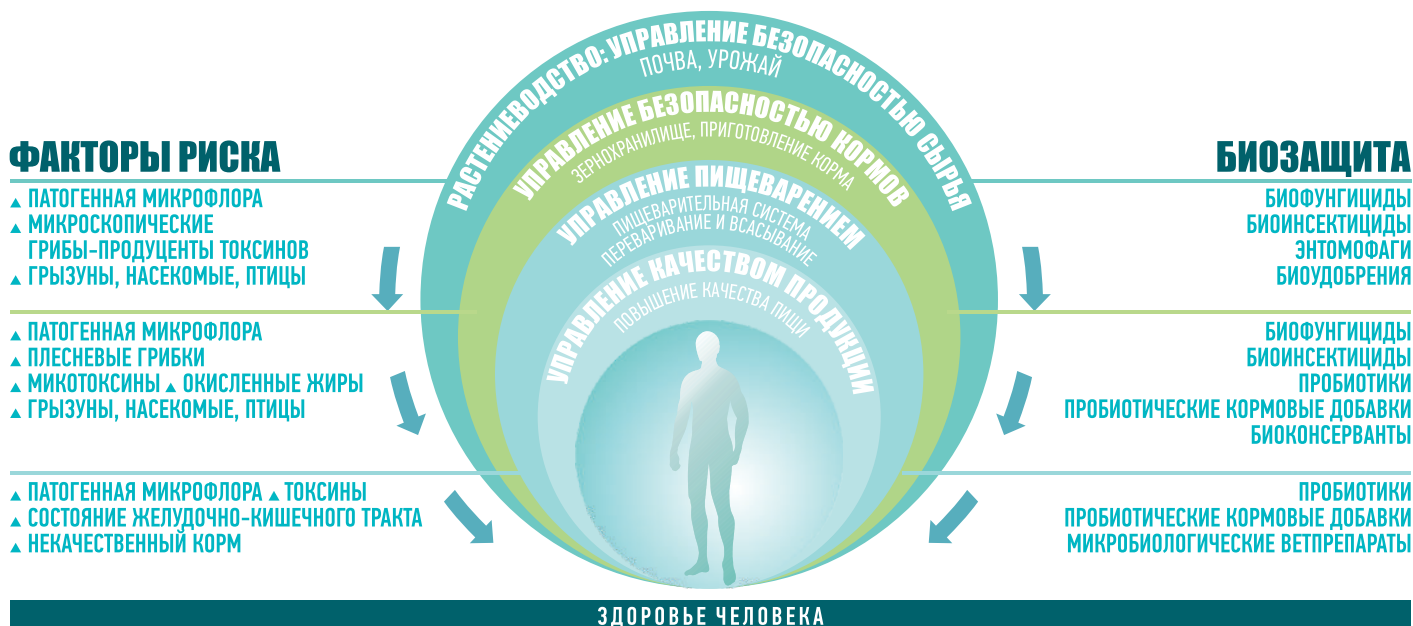 РАСТЕНИЕВОДСТВО: УПРАВЛЕНИЕ БЕЗОПАСНОСТЬЮ СЫРЬЯ
ПОЧВА, УРОЖАЙ
УПРАВЛЕНИЕ БЕЗОПАСНОСТЬЮ КОРМОВ
ЗЕРНОХРАНИЛИЩЕ, ПРИГОТОВЛЕНИЕ КОРМА
УПРАВЛЕНИЕ ПИЩЕВАРЕНИЕМ
ПИЩЕВАРИТЕЛЬНАЯ СИСТЕМА
ПЕРЕВАРИВАНИЕ И ВСАСЫВАНИЕ
УПРАВЛЕНИЕ КАЧЕСТВОМ ПРОДУКЦИИ
ПОВЫШЕНИЕ КАЧЕСТВА ПИЩИ
ФАКТОРЫ РИСКА
▲ ПАТОГЕННАЯ МИКРОФЛОРА
▲ МИКРОСКОПИЧЕСКИЕ
ГРИБЫ-ПРОДУЦЕНТЫ ТОКСИНОВ
▲ ГРЫЗУНЫ, НАСЕКОМЫЕ, ПТИЦЫ
▲ ПАТОГЕННАЯ МИКРОФЛОРА
▲ ПЛЕСНЕВЫЕ ГРИБКИ
▲ МИКОТОКСИНЫ ▲ ОКИСЛЕННЫЕ ЖИРЫ
▲ ГРЫЗУНЫ, НАСЕКОМЫЕ, ПТИЦЫ
▲ ПАТОГЕННАЯ МИКРОФЛОРА ▲ ТОКСИНЫ
▲ СОСТОЯНИЕ ЖЕЛУДОЧНО-КИШЕЧНОГО ТРАКТА
▲ НЕКАЧЕСТВЕННЫЙ КОРМ
БИОЗАЩИТА
БИОФУНГИЦИДЫ
БИОИНСЕКТИЦИДЫ
ЭНТОМОФАГИ
БИОУДОБРЕНИЯ
БИОФУНГИЦИДЫ
БИОИНСЕКТИЦИДЫ
ПРОБИОТИКИ
ПРОБИОТИЧЕСКИЕ КОРМОВЫЕ ДОБАВКИ
БИОКОНСЕРВАНТЫ
ПРОБИОТИКИ
ПРОБИОТИЧЕСКИЕ КОРМОВЫЕ ДОБАВКИ
МИКРОБИОЛОГИЧЕСКИЕ ВЕТПРЕПАРАТЫ
ЗДОРОВЬЕ ЧЕЛОВЕКА